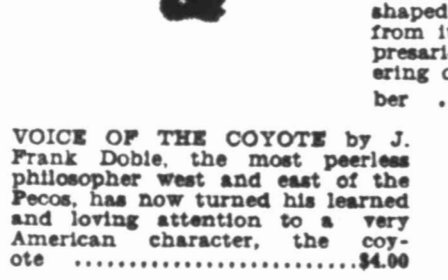 shaped
from i
presari
ering
ber .
VOICE OF THE COYOTE by J.
Frank Dobie, the most peerless
philosopher west and east of the
Pecos, has now turned his learned
and loving attention to a very
American character, the coy-
ote ..........................$4.00